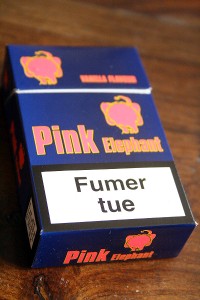 VANILLA FLAVOUR
Pink Elephant
Fumer
tue
Pink Elephant